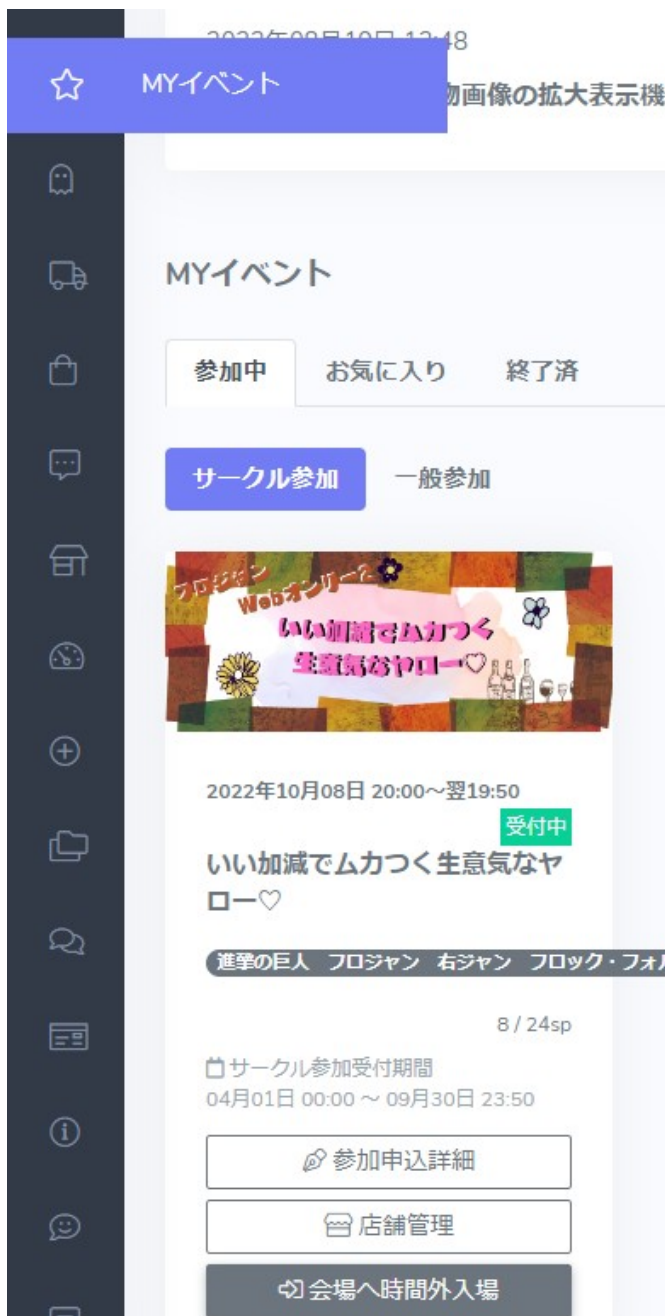 MYイベント
物画像の拡大表示機
MYイベント
参加中 お気に入り 終了済
サークル参加 一般参加
フロジャン
Webオンリー2
いい加減でムカつく
生意気なヤロー♡
2022年10月08日 20:00～翌19:50
受付中
いい加減でムカつく生意気なヤ
ロー♡
進撃の巨人 フロジャン 右ジャン フロック・フォル
8 / 24sp
サークル参加受付期間
04月01日 00:00 ～ 09月30日 23:50
参加申込詳細
店舗管理
会場へ時間外入場